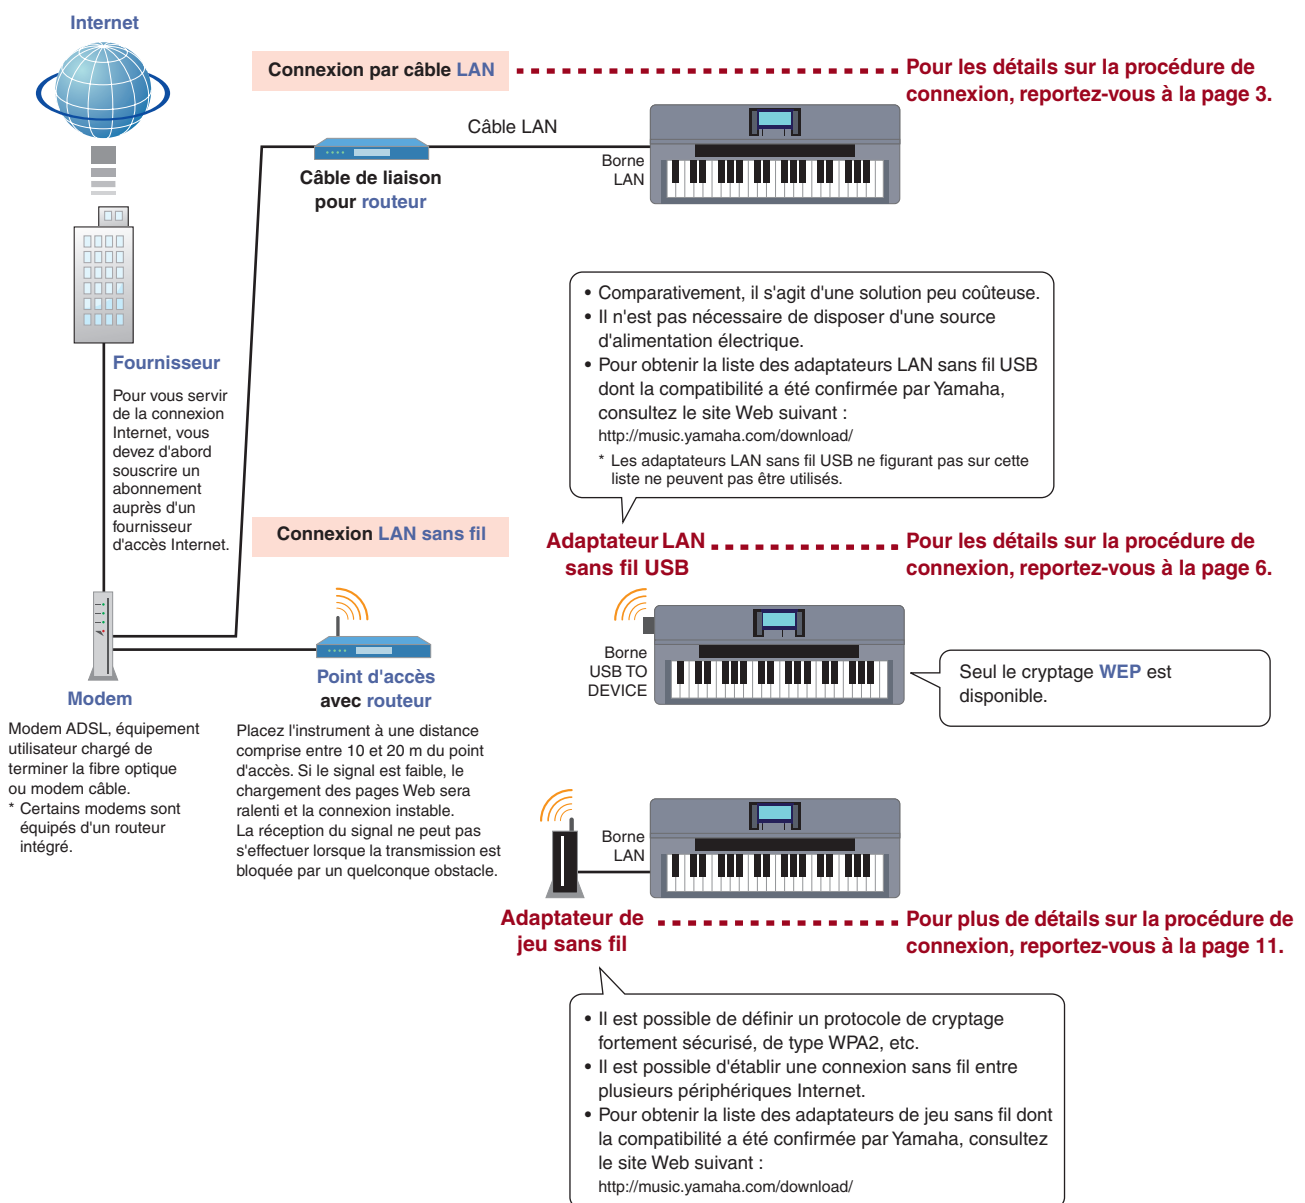 Internet
Connexion par câble LAN
Pour les détails sur la procédure de
connexion, reportez-vous à la page 3.
Câble LAN
Borne
LAN
Câble de liaison
pour routeur
• Comparativement, il s'agit d'une solution peu coûteuse.
• Il n'est pas nécessaire de disposer d'une source
d'alimentation électrique.
• Pour obtenir la liste des adaptateurs LAN sans fil USB
dont la compatibilité a été confirmée par Yamaha,
consultez le site Web suivant :
http://music.yamaha.com/download/
* Les adaptateurs LAN sans fil USB ne figurant pas sur cette
liste ne peuvent pas être utilisés.
Fournisseur
Pour vous servir
de la connexion
Internet, vous
devez d'abord
souscrire un
abonnement
auprès d'un
fournisseur
d'accès Internet.
Connexion LAN sans fil
Adaptateur LAN
sans fil USB
Pour les détails sur la procédure de
connexion, reportez-vous à la page 6.
Borne
USB TO
DEVICE
Seul le cryptage WEP est
disponible.
Modem
Modem ADSL, équipement
utilisateur chargé de
terminer la fibre optique
ou modem câble.
* Certains modems sont
équipés d'un routeur
intégré.
Point d'accès
avec routeur
Placez l'instrument à une distance
comprise entre 10 et 20 m du point
d'accès. Si le signal est faible, le
chargement des pages Web sera
ralenti et la connexion instable.
La réception du signal ne peut pas
s'effectuer lorsque la transmission est
bloquée par un quelconque obstacle.
Borne
LAN
Adaptateur de
jeu sans fil
Pour plus de détails sur la procédure de
connexion, reportez-vous à la page 11.
• Il est possible de définir un protocole de cryptage
fortement sécurisé, de type WPA2, etc.
• Il est possible d'établir une connexion sans fil entre
plusieurs périphériques Internet.
• Pour obtenir la liste des adaptateurs de jeu sans fil dont
la compatibilité a été confirmée par Yamaha, consultez
le site Web suivant :
http://music.yamaha.com/download/